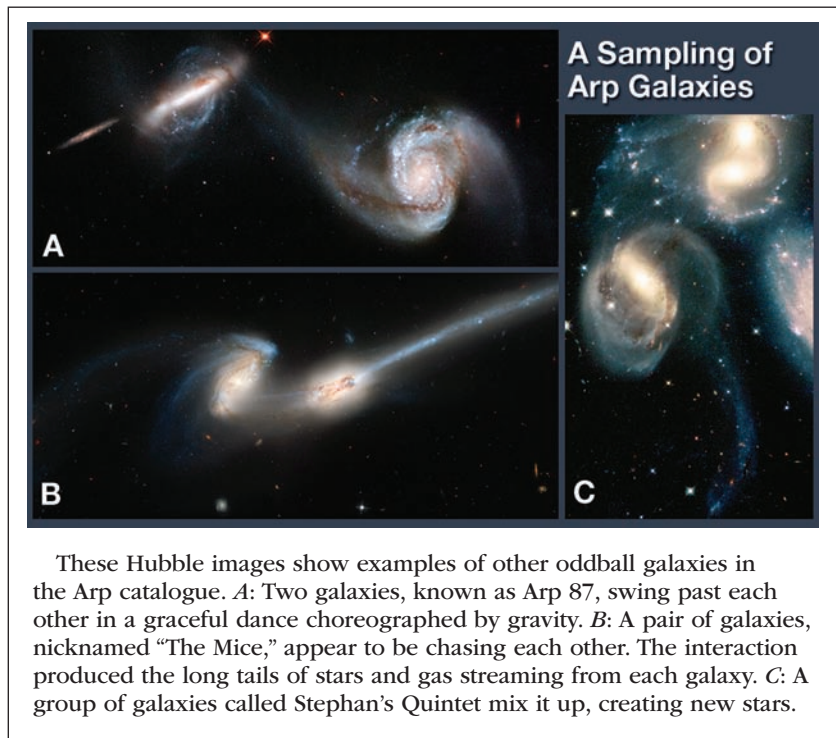 A Sampling of
Arp Galaxies
A
B
C
These Hubble images show examples of other oddball galaxies in
the Arp catalogue. A: Two galaxies, known as Arp 87, swing past each
other in a graceful dance choreographed by gravity. B: A pair of galaxies,
nicknamed “The Mice,” appear to be chasing each other. The interaction
produced the long tails of stars and gas streaming from each galaxy. C: A
group of galaxies called Stephan’s Quintet mix it up, creating new stars.